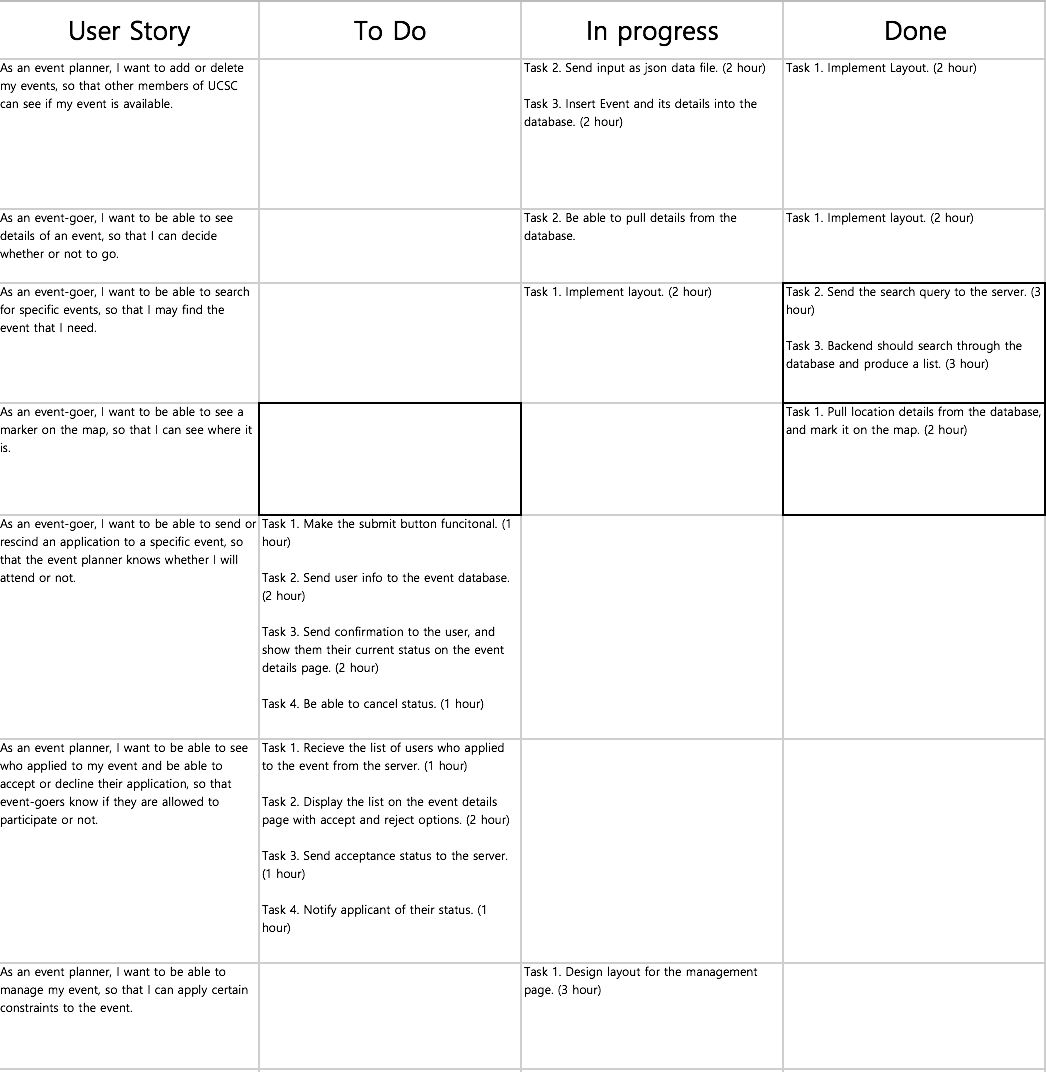 User Story
To Do
In progress
Done
As an event planner, I want to add or delete
my events, so that other members of UCSC
can see if my event is available.
Task 2. Send input as json data file. (2 hour)
Task 3. Insert Event and its details into the
database. (2 hour)
Task 1. Implement Layout. (2 hour)
As an event-goer, I want to be able to see
details of an event, so that I can decide
whether or not to go.
Task 2. Be able to pull details from the
database.
Task 1. Implement layout. (2 hour)
As an event-goer, I want to be able to search
for specific events, so that I may find the
event that I need.
Task 1. Implement layout. (2 hour)
Task 2. Send the search query to the server. (3
hour)
Task 3. Backend should search through the
database and produce a list. (3 hour)
As an event-goer, I want to be able to see a
marker on the map, so that I can see where it
is.
Task 1. Pull location details from the database,
and mark it on the map. (2 hour)
As an event-goer, I want to be able to send or
rescind an application to a specific event, so
that the event planner knows whether I will
attend or not.
Task 1. Make the submit button funcitonal. (1
hour)
Task 2. Send user info to the event database.
(2 hour)
Task 3. Send confirmation to the user, and
show them their current status on the event
details page. (2 hour)
Task 4. Be able to cancel status. (1 hour)
As an event planner, I want to be able to see
who applied to my event and be able to
accept or decline their application, so that
event-goers know if they are allowed to
participate or not.
Task 1. Recieve the list of users who applied
to the event from the server. (1 hour)
Task 2. Display the list on the event details
page with accept and reject options. (2 hour)
Task 3. Send acceptance status to the server.
(1 hour)
Task 4. Notify applicant of their status. (1
hour)
As an event planner, I want to be able to
manage my event, so that I can apply certain
constraints to the event.
Task 1. Design layout for the management
page. (3 hour)